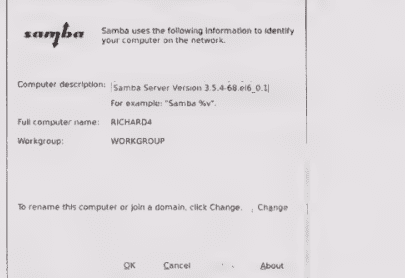 samba
Samba uses the following information to identify
your computer on the network.
Computer description: Samba Server Version 3.5.4-68.el6_0.1
For example: "Samba %v".
Full computer name: RICHARD4
Workgroup: WORKGROUP
To rename this computer or join a domain, click Change. Change
OK Cancel About